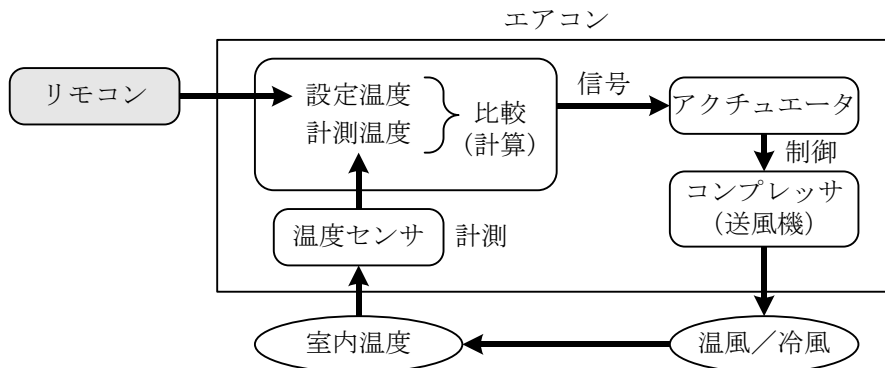 エアコン
リモコン
設定温度
計測温度
比較
(計算)
信号
アクチュエータ
制御
コンプレッサ
(送風機)
温度センサ
計測
室内温度
温風／冷風